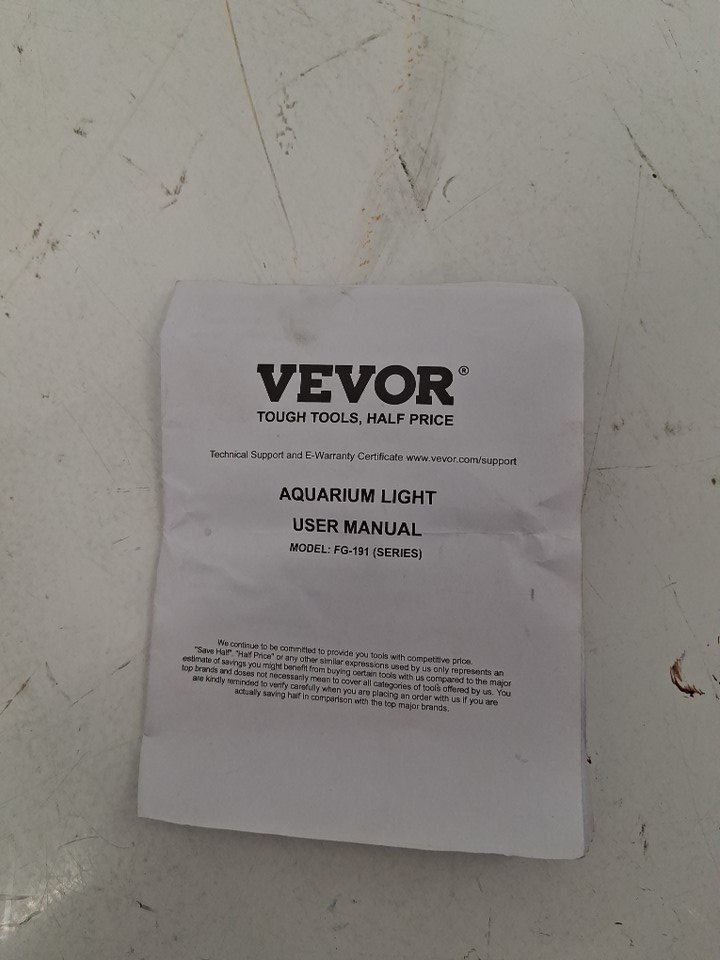 VEVOR®
TOUGH TOOLS, HALF PRICE
Technical Support and E-Warranty Certificate www.vevor.com/support
AQUARIUM LIGHT
USER MANUAL
MODEL: FG-191 (SERIES)
We continue to be committed to provide you tools with competitive price.
"Save Half", "Half Price" or any other similar expressions used by us only represents an
estimate of savings you might benefit from buying certain tools with us compared to the major
top brands and doses not necessarily mean to cover all categories of tools offered by us. You
are kindly reminded to verify carefully when you are placing an order with us if you are
actually saving half in comparison with the top major brands.